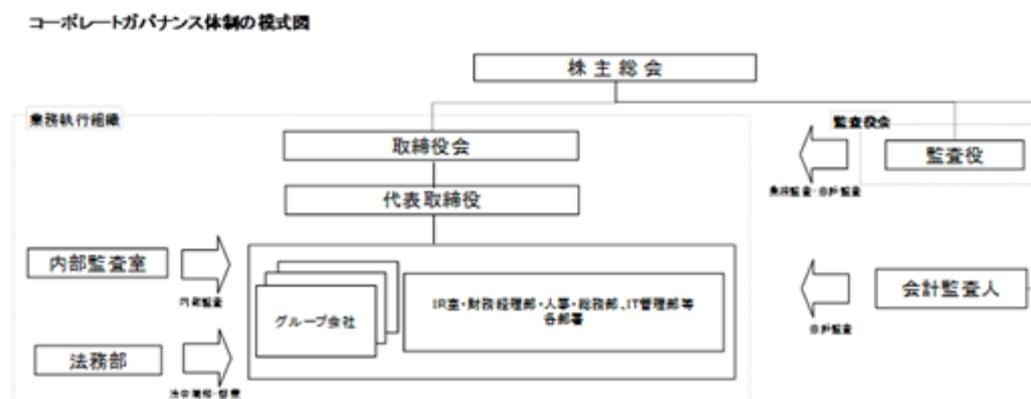 コーポレートガバナンス体制の模式図
株主総会
業務執行組織
監査役会
取締役会
監査役
代表取締役
業務監査・会計監査
内部監査室
内部監査
グループ会社
IR室・財務経理部・人事・総務部、IT管理部等
各部署
会計監査人
会計監査
法務部